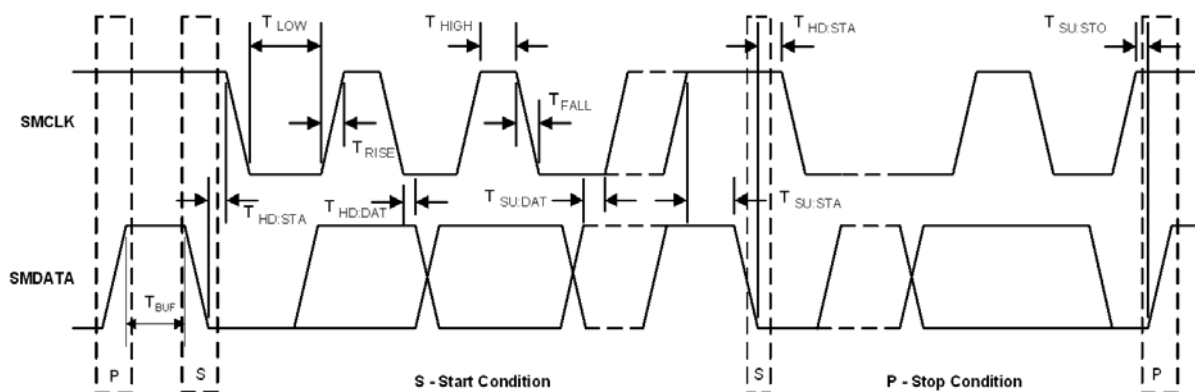 T LOW
T HIGH
T HD:STA
T SU:STO
SMCLK
T FALL
T RISE
T HD:STA
T HD:DAT
T SU:DAT
T SU:STA
SMDATA
T BUF
P
S
S - Start Condition
S
P - Stop Condition
P